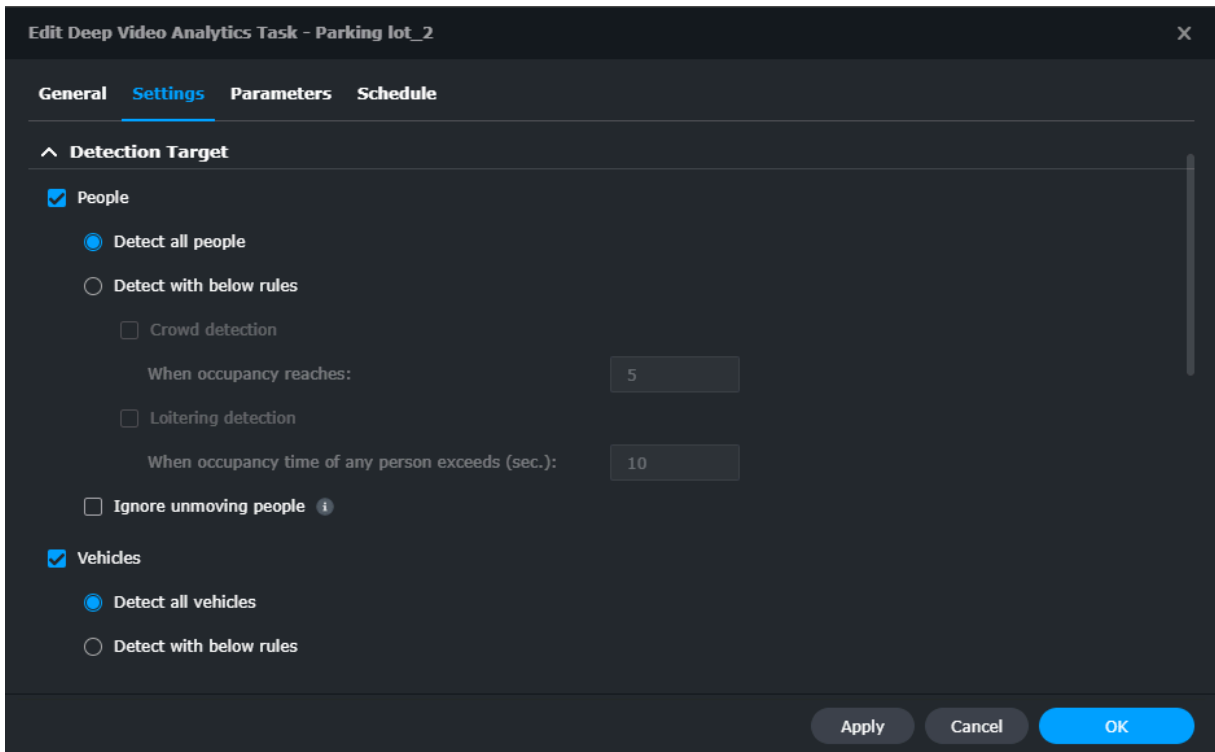 Edit Deep Video Analytics Task - Parking lot_2
General Settings Parameters Schedule
Detection Target
People
Detect all people
Detect with below rules
Crowd detection
When occupancy reaches: 5
Loitering detection
When occupancy time of any person exceeds (sec.): 10
Ignore unmoving people
Vehicles
Detect all vehicles
Detect with below rules
Apply Cancel OK